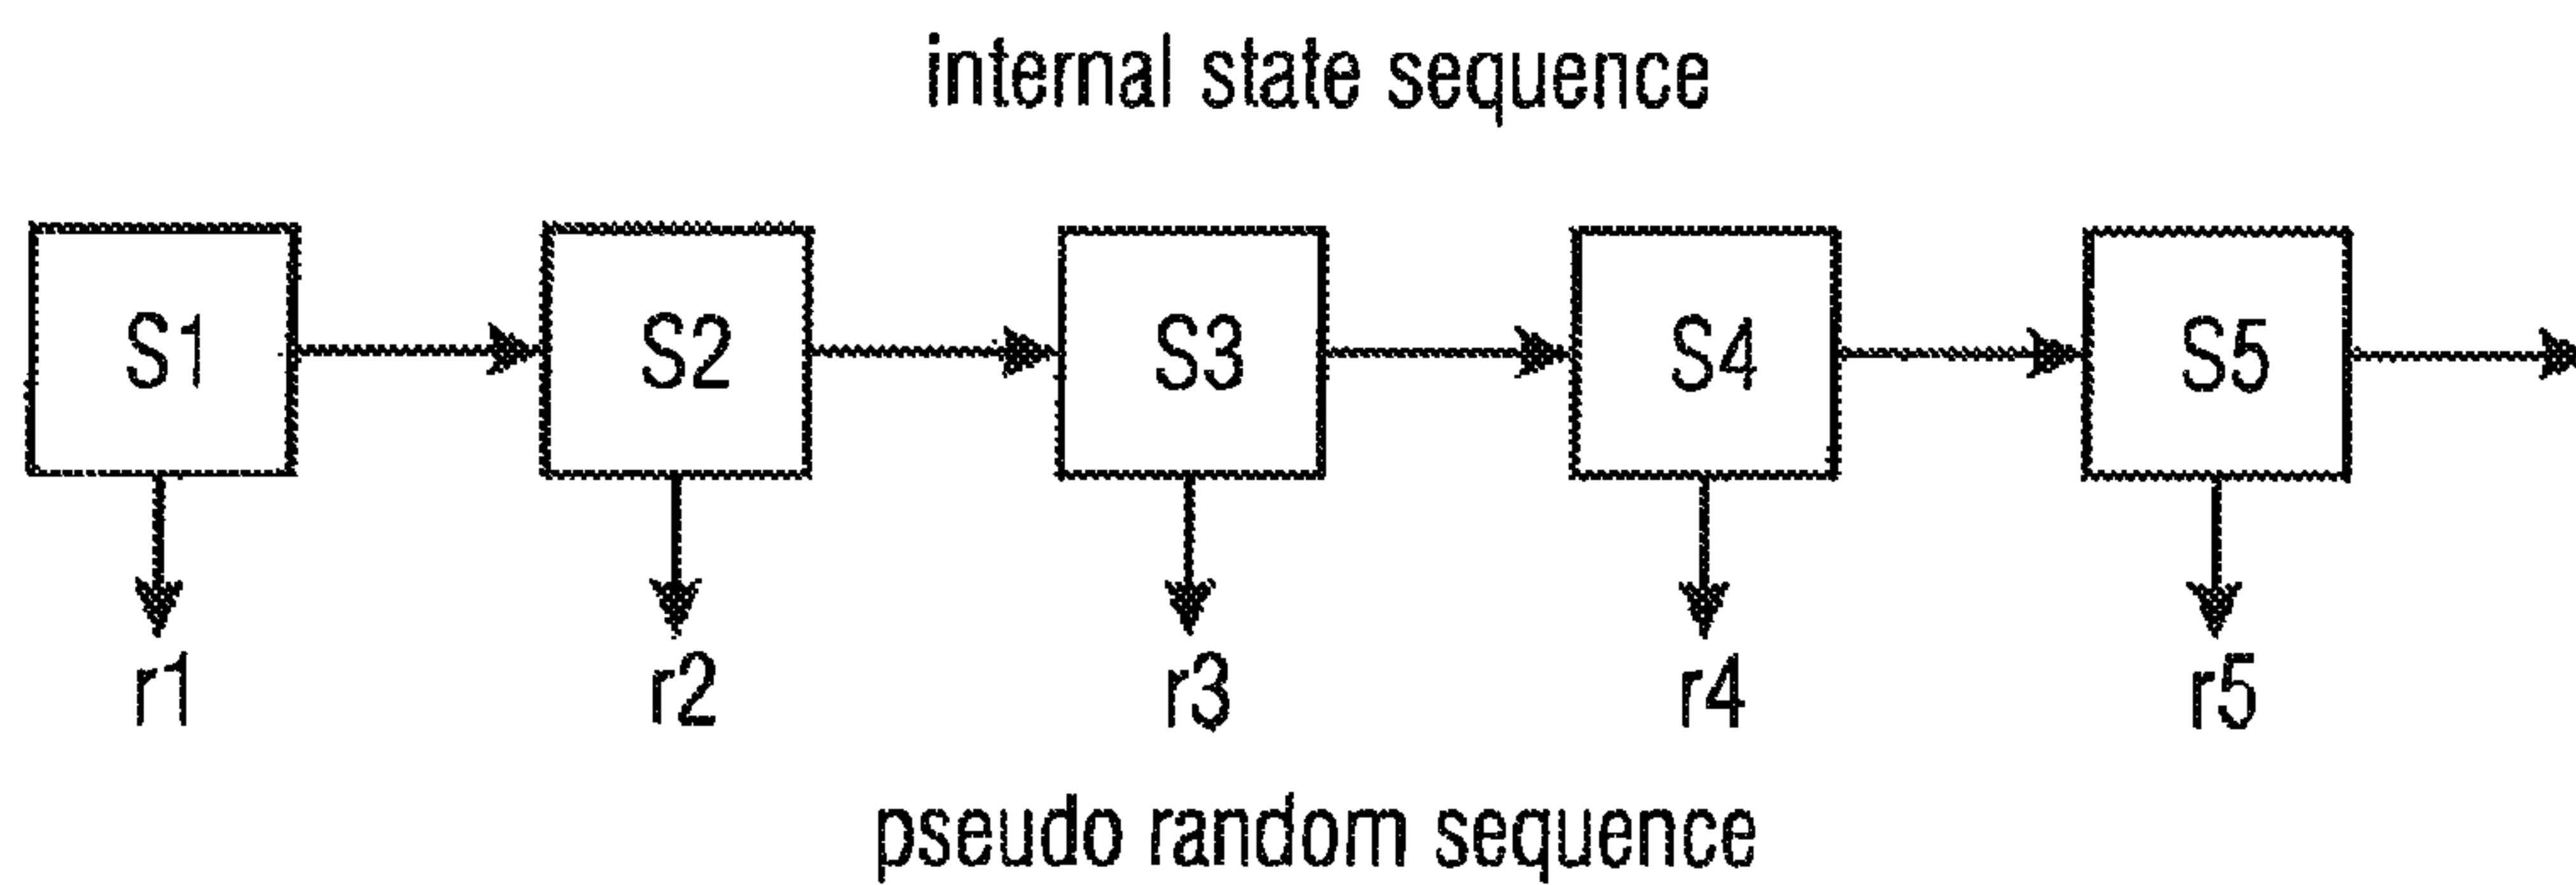 internal state sequence
S1 S2 S3 S4 S5
r1 r2 r3 r4 r5
pseudo random sequence